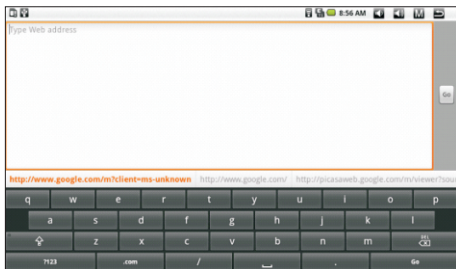 8:56 AM
Type Web address
Go
http://www.google.com/m?client=ms-unknown http://www.google.com/ http://picasaweb.google.com/m/viewer?sou
q w e r t y u i o p
a s d f g h j k l
z x c v b n m DEL
?123 .com / . Go